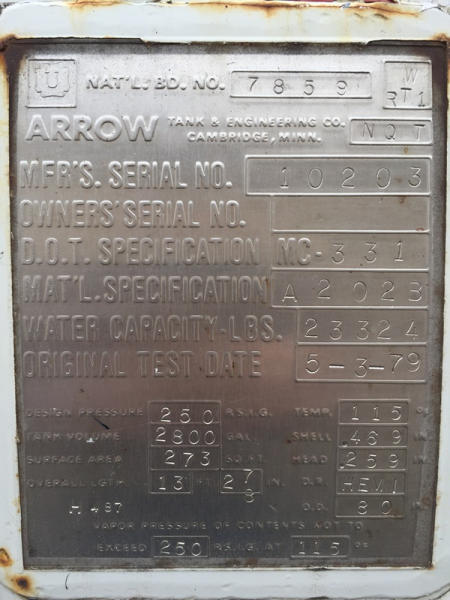 U NAT'L. BD. NO. 7859 W
RT1
ARROW TANK & ENGINEERING CO.
CAMBRIDGE, MINN. NQT
MFR'S. SERIAL NO. 10203
OWNERS' SERIAL NO.
D.O.T. SPECIFICATION MC-331
MAT'L. SPECIFICATION A202B
WATER CAPACITY-LBS. 23324
ORIGINAL TEST DATE 5-3-79
DESIGN PRESSURE 250 P.S.I.G. TEMP. 115 °F
TANK VOLUME 2800 GAL. SHELL .469 IN.
SURFACE AREA 273 SQ FT. HEAD .259 IN.
OVERALL LGTH 13 FT 2 7/8 IN. D.R. HEMI
H 487 O.D. 80 IN.
VAPOR PRESSURE OF CONTENTS NOT TO
EXCEED 250 P.S.I.G. AT 115 °F